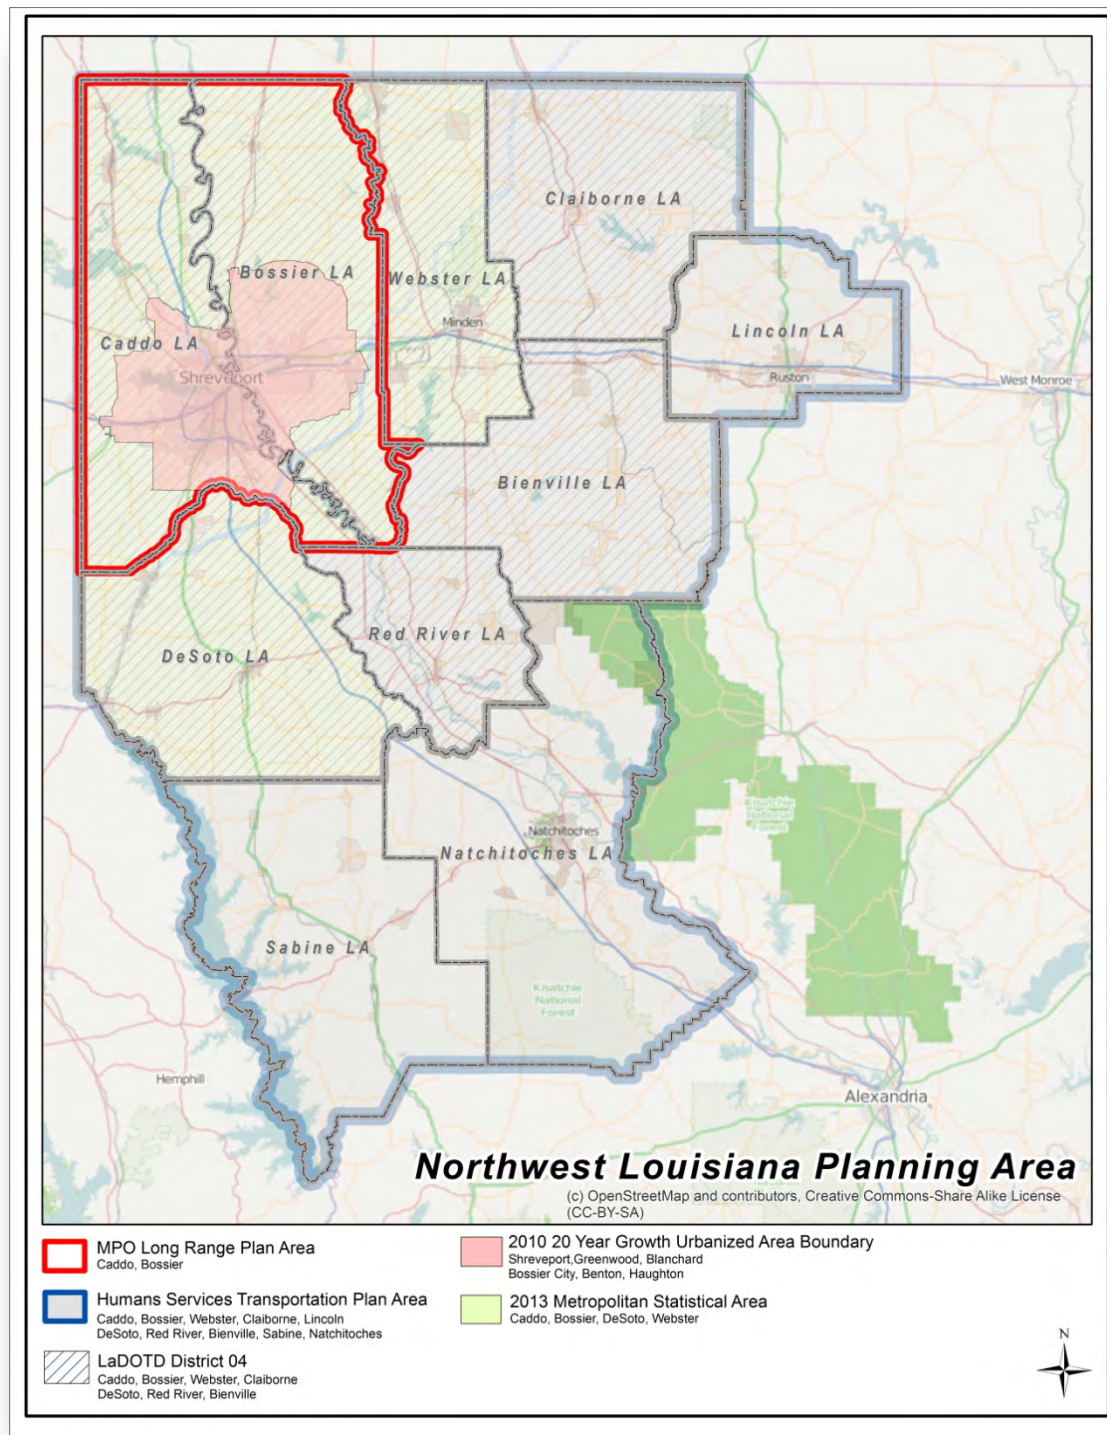 Claiborne LA
Bossier LA
Webster LA
Minden
Lincoln LA
Caddo LA
Shreveport
Ruston
West Monroe
Bienville LA
Red River LA
DeSoto LA
Kisatchie
National
Forest
Natchitoches
Natchitoches LA
Sabine LA
Kisatchie
National
Forest
Hemphill
Alexandria
Northwest Louisiana Planning Area
(c) OpenStreetMap and contributors, Creative Commons-Share Alike License
(CC-BY-SA)
MPO Long Range Plan Area
Caddo, Bossier
Humans Services Transportation Plan Area
Caddo, Bossier, Webster, Claiborne, Lincoln
DeSoto, Red River, Bienville, Sabine, Natchitoches
LaDOTD District 04
Caddo, Bossier, Webster, Claiborne
DeSoto, Red River, Bienville
2010 20 Year Growth Urbanized Area Boundary
Shreveport,Greenwood, Blanchard
Bossier City, Benton, Haughton
2013 Metropolitan Statistical Area
Caddo, Bossier, DeSoto, Webster
N